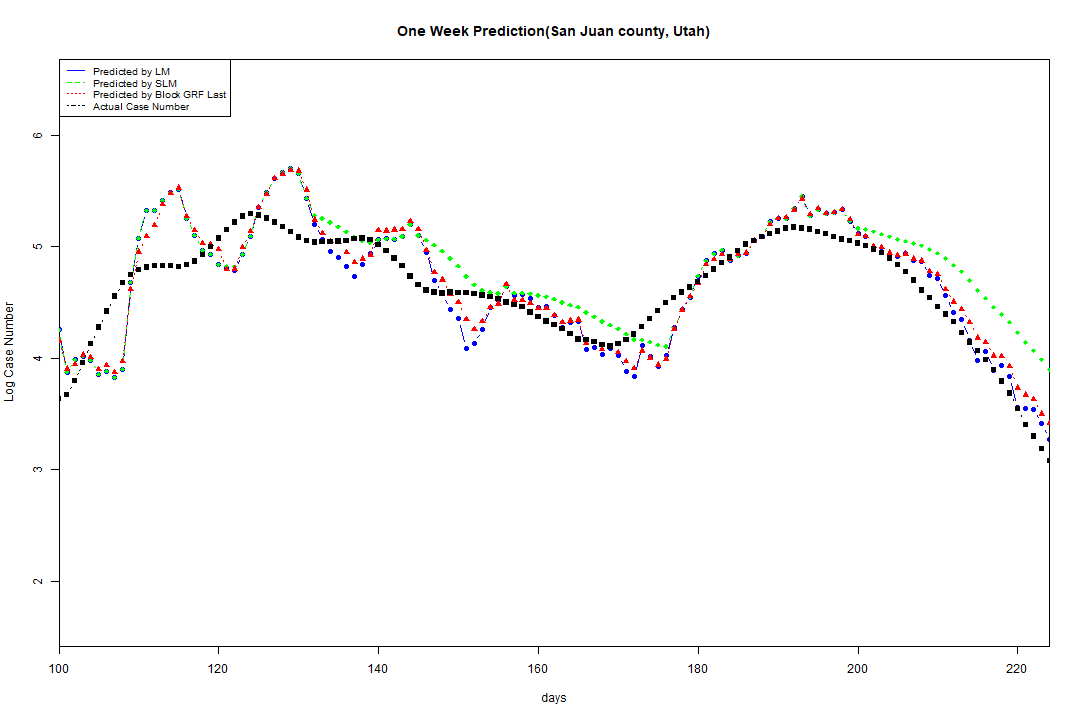 One Week Prediction(San Juan county, Utah)
Predicted by LM
Predicted by SLM
Predicted by Block GRF Last
Actual Case Number
6
5
4
3
2
Log Case Number
100 120 140 160 180 200 220
days